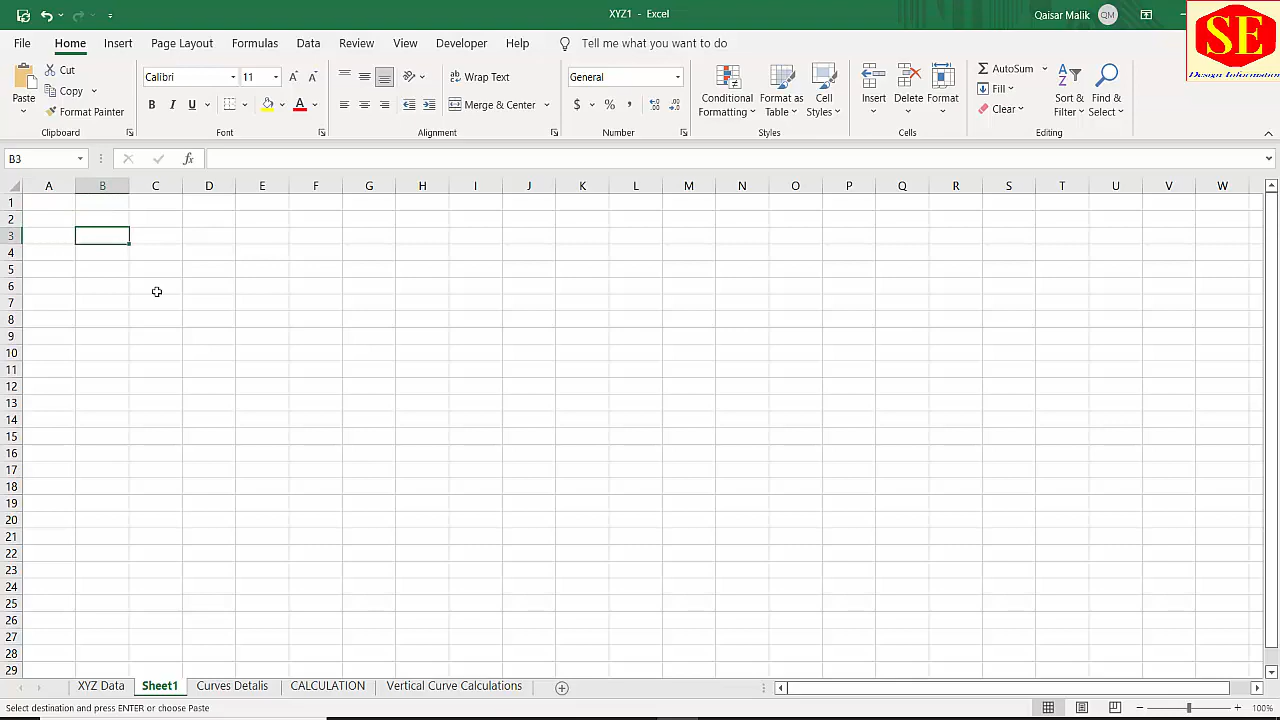 XYZ1 - Excel
Qaisar Malik QM
SE
Design Information
File Home Insert Page Layout Formulas Data Review View Developer Help Tell me what you want to do
Paste
Cut
Copy
Format Painter
Clipboard
Calibri 11
B I U
Font
Wrap Text
Merge & Center
Alignment
General
$ % ,
Number
Conditional Formatting
Format as Table
Cell Styles
Styles
Insert Delete Format
Cells
AutoSum
Fill
Clear
Sort & Filter
Find & Select
Editing
B3 fx
A B C D E F G H I J K L M N O P Q R S T U V W
1
2
3
4
5
6
7
8
9
10
11
12
13
14
15
16
17
18
19
20
21
22
23
24
25
26
27
28
29
XYZ Data Sheet1 Curves Detalis CALCULATION Vertical Curve Calculations
Select destination and press ENTER or choose Paste 100%